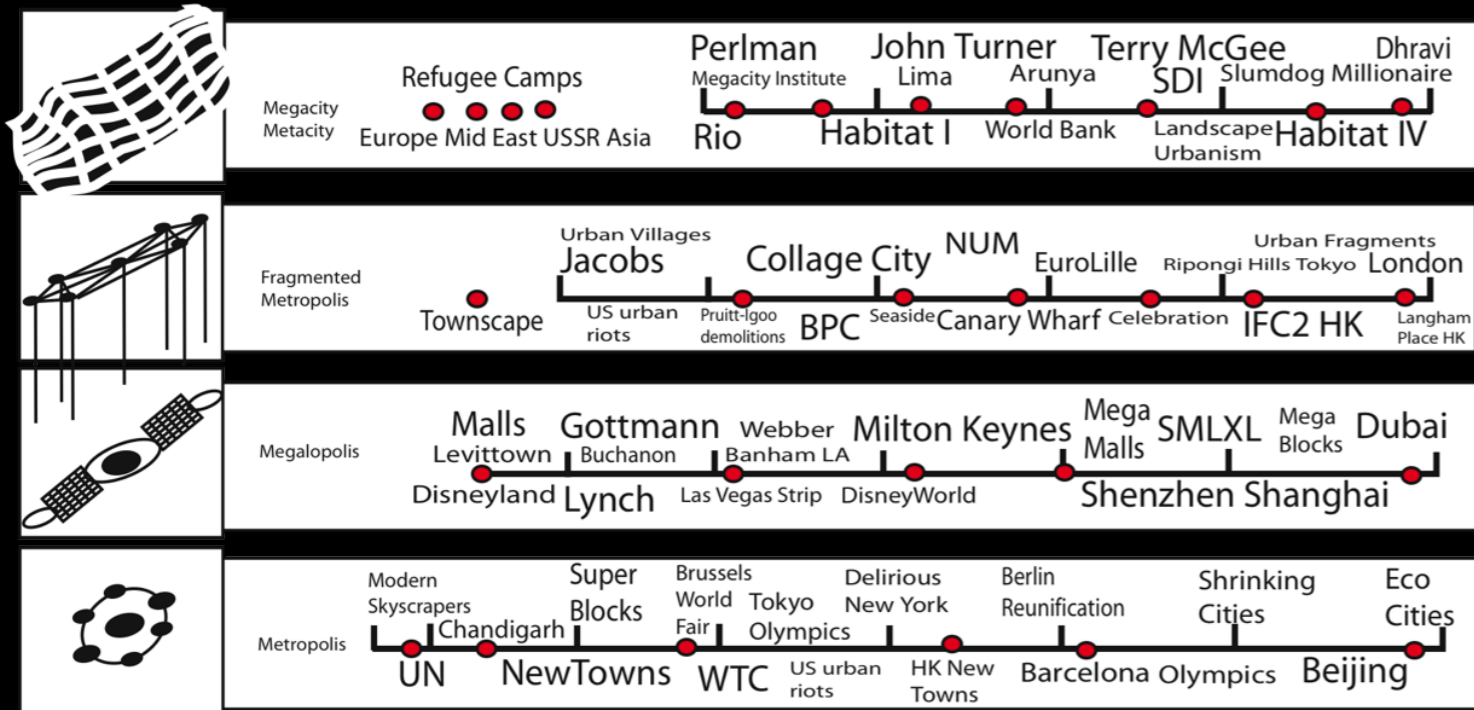 Perlman
John Turner
Terry McGee
Dhravi
Refugee Camps
Megacity Institute
Lima
Arunya
SDI
Slumdog Millionaire
Megacity
Metacity
Europe Mid East USSR Asia
Rio
Habitat I
World Bank
Landscape
Urbanism
Habitat IV
Urban Villages
Jacobs
Collage City
NUM
EuroLille
Urban Fragments
Ripongi Hills Tokyo
London
Fragmented
Metropolis
Townscape
US urban
riots
Pruitt-Igoo
demolitions
BPC
Seaside
Canary Wharf
Celebration
IFC2 HK
Langham
Place HK
Malls
Levittown
Gottmann
Buchanon
Webber
Banham LA
Milton Keynes
Mega
Malls
SMLXL
Mega
Blocks
Dubai
Megalopolis
Disneyland
Lynch
Las Vegas Strip
DisneyWorld
Shenzhen Shanghai
Modern
Skyscrapers
Chandigarh
Super
Blocks
Brussels
World
Fair
Tokyo
Olympics
Delirious
New York
Berlin
Reunification
Shrinking
Cities
Eco
Cities
Metropolis
UN
NewTowns
WTC
US urban
riots
HK New
Towns
Barcelona Olympics
Beijing